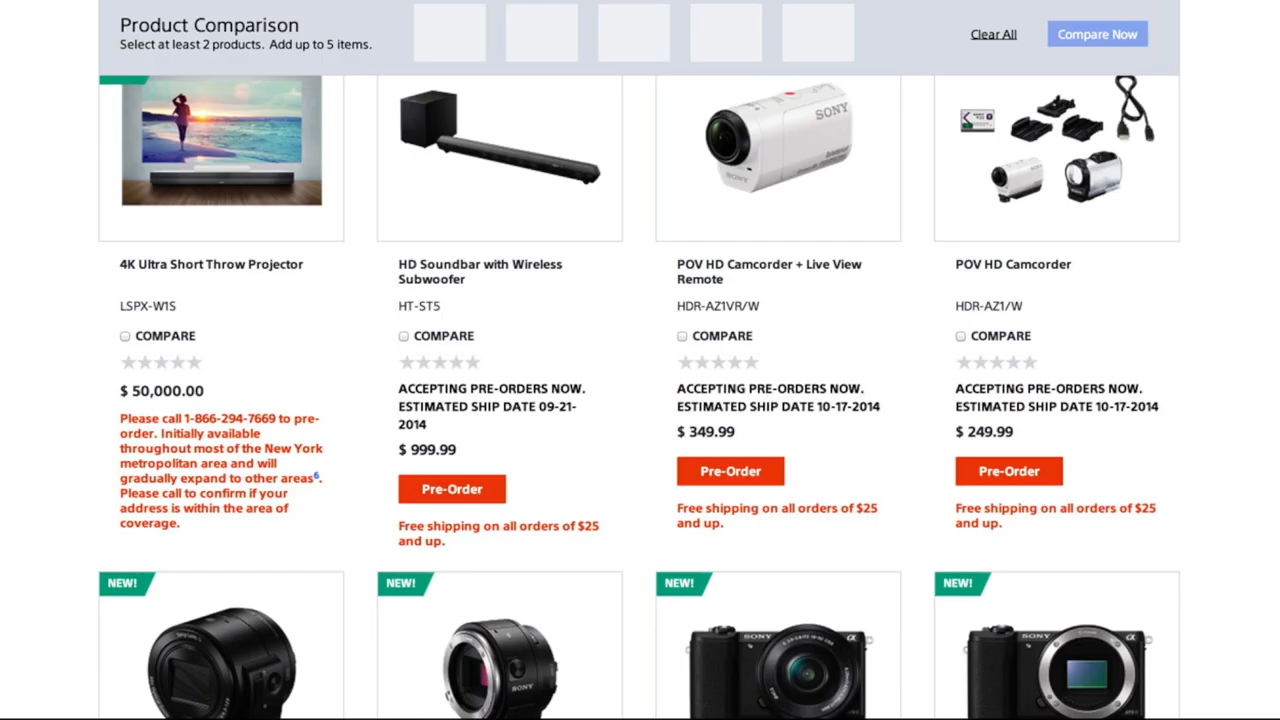 Product Comparison
Select at least 2 products. Add up to 5 items.
Clear All
Compare Now
SONY
SONY
4K Ultra Short Throw Projector
LSPX-W1S
COMPARE
$ 50,000.00
Please call 1-866-294-7669 to pre-
order. Initially available
throughout most of the New York
metropolitan area and will
gradually expand to other areas6.
Please call to confirm if your
address is within the area of
coverage.
HD Soundbar with Wireless
Subwoofer
HT-ST5
COMPARE
ACCEPTING PRE-ORDERS NOW.
ESTIMATED SHIP DATE 09-21-
2014
$ 999.99
Pre-Order
Free shipping on all orders of $25
and up.
POV HD Camcorder + Live View
Remote
HDR-AZ1VR/W
COMPARE
ACCEPTING PRE-ORDERS NOW.
ESTIMATED SHIP DATE 10-17-2014
$ 349.99
Pre-Order
Free shipping on all orders of $25
and up.
POV HD Camcorder
HDR-AZ1/W
COMPARE
ACCEPTING PRE-ORDERS NOW.
ESTIMATED SHIP DATE 10-17-2014
$ 249.99
Pre-Order
Free shipping on all orders of $25
and up.
NEW!
NEW!
SONY
NEW!
SONY
α
NEW!
SONY
α